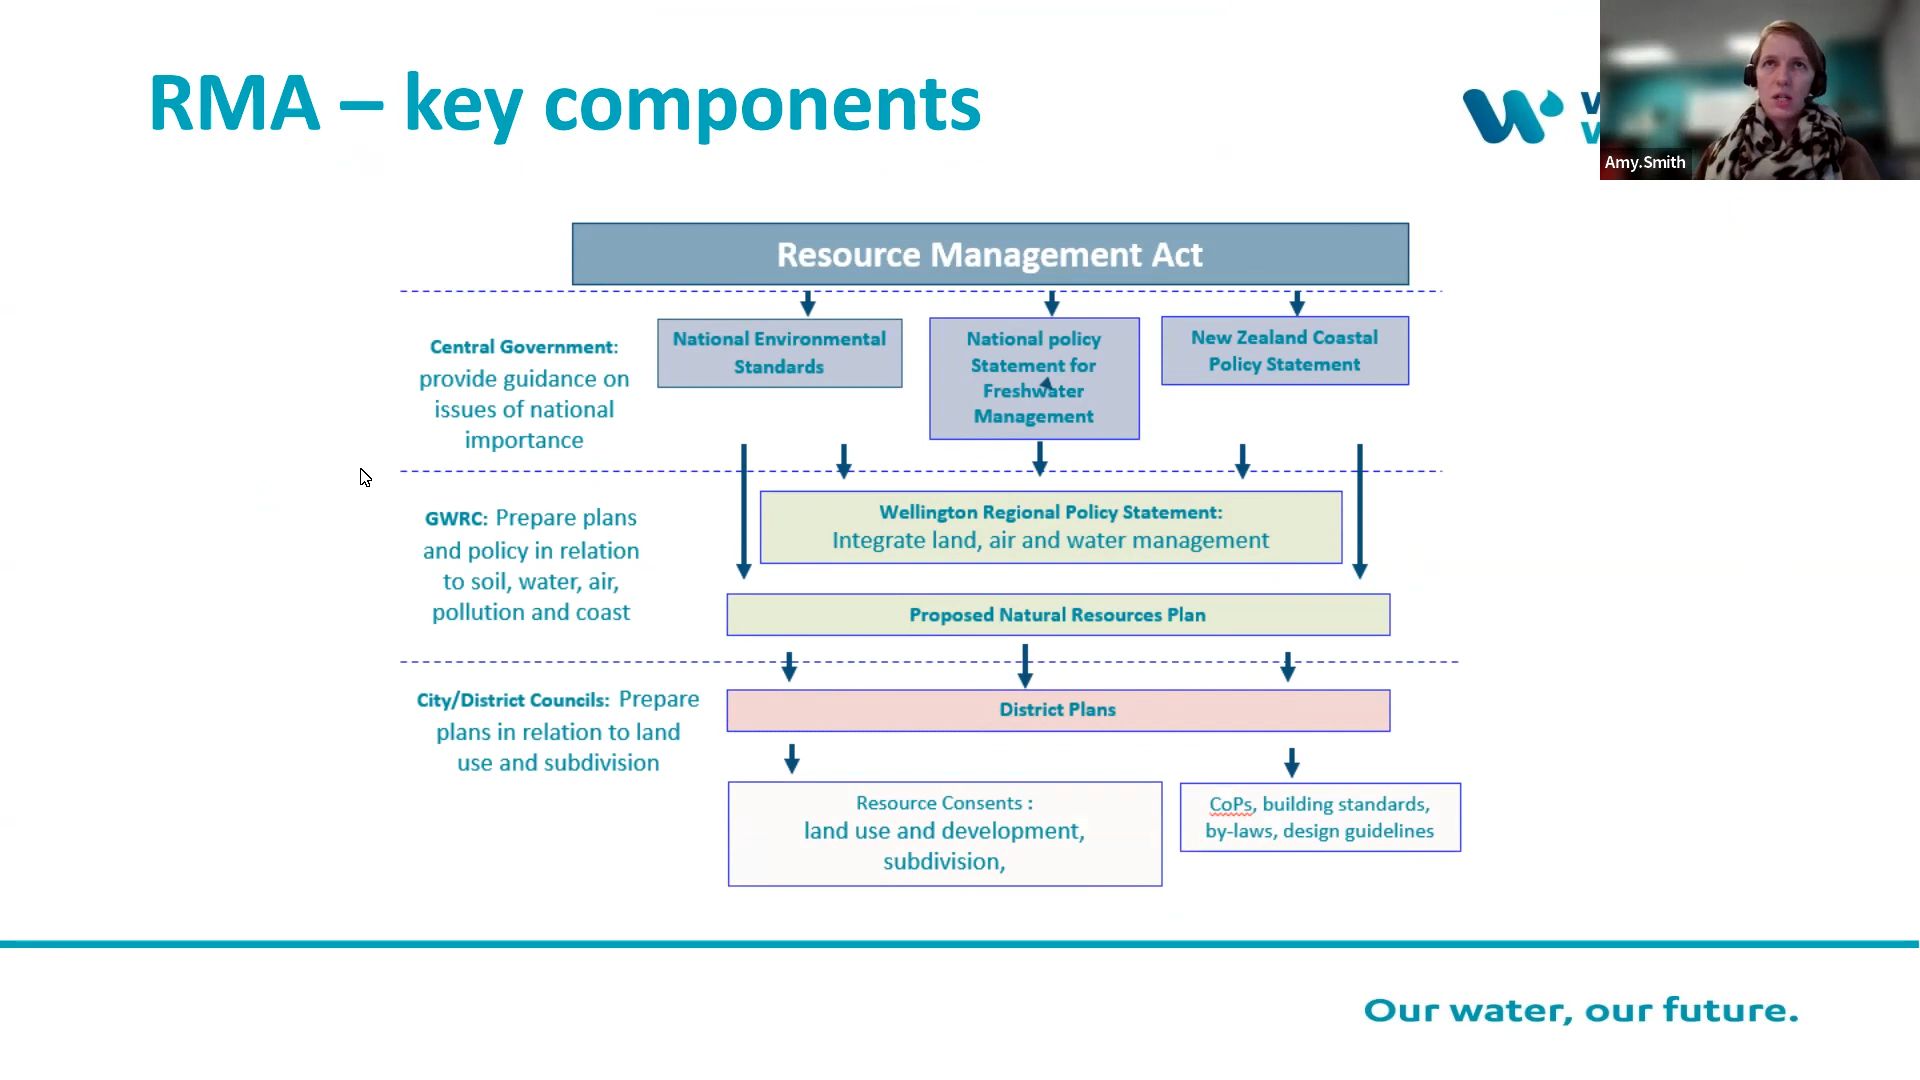 RMA – key components
Amy.Smith
Resource Management Act
Central Government:
provide guidance on
issues of national
importance
National Environmental
Standards
National policy
Statement for
Freshwater
Management
New Zealand Coastal
Policy Statement
GWRC: Prepare plans
and policy in relation
to soil, water, air,
pollution and coast
Wellington Regional Policy Statement:
Integrate land, air and water management
Proposed Natural Resources Plan
City/District Councils: Prepare
plans in relation to land
use and subdivision
District Plans
Resource Consents :
land use and development,
subdivision,
CoPs, building standards,
by-laws, design guidelines
Our water, our future.